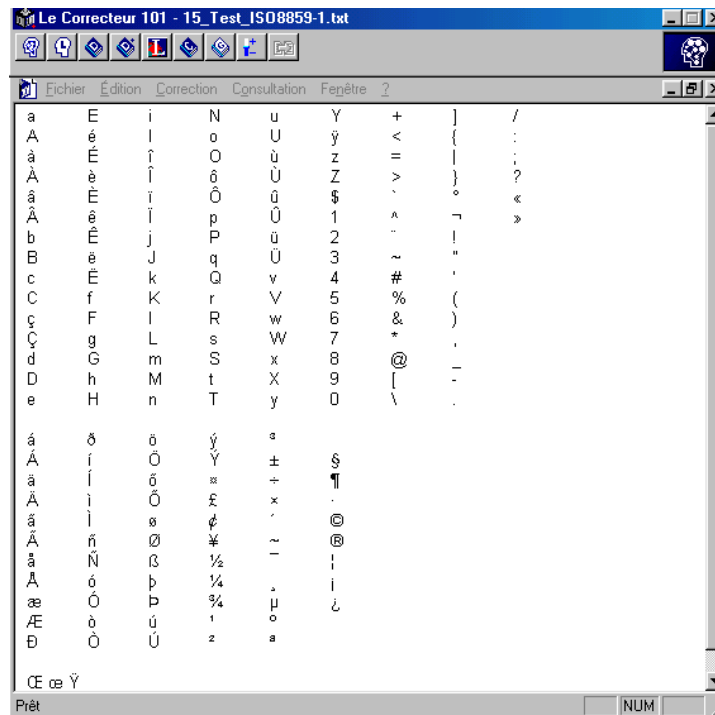 Le Correcteur 101 - 15_Test_ISO8859-1.txt
Fichier Édition Correction Consultation Fenêtre ?
a E i N u Y + ] /
A é I o U ÿ < { :
à É î O ù z = | ;
À è Î ô Ù Z > } ?
â È ï Ô û $ ` ° «
Â ê Ï p Û 1 ^ ¬ »
b Ê j P ü 2 ¨ !
B ë J q Ü 3 ~ "
c Ë k Q v 4 # '
C f K r V 5 % (
ç F l R w 6 & )
Ç g L s W 7 * ,
d G m S x 8 @ _
D h M t X 9 [ -
e H n T y 0 \ .
á ð ö ý ³
Á í Ö Ý ± §
ä Í ő ¤ ÷ ¶
Ä ì Ő £ × ·
ã Ì ø ¢ ´ ©
Ã ñ Ø ¥ ~ ®
å Ñ ß ½ ¯ ¦
Å ó þ ¼ ¸ ¡
æ Ó Þ ¾ µ ¿
Æ ò ú ¹ º
Ð Ò Ú ² ª
Œ œ Ÿ
Prêt NUM